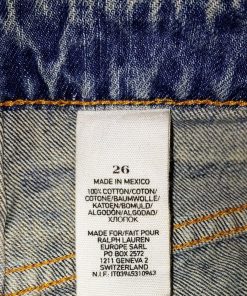 26
MADE IN MEXICO
100% COTTON/COTON/
COTONE/BAUMWOLLE/
KATOEN/BOMULD/
ALGODÓN/ALGODAO/
ХЛОПОК
MADE FOR/FAIT POUR
RALPH LAUREN
EUROPE SARL
PO BOX 2572
1211 GENEVA 2
SWITZERLAND
N.I.F. IT03945310963